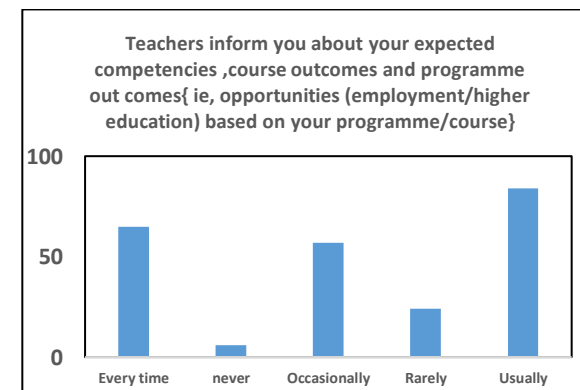 Teachers inform you about your expected
competencies ,course outcomes and programme
out comes{ ie, opportunities (employment/higher
education) based on your programme/course}
100
50
0
Every time never Occasionally Rarely Usually